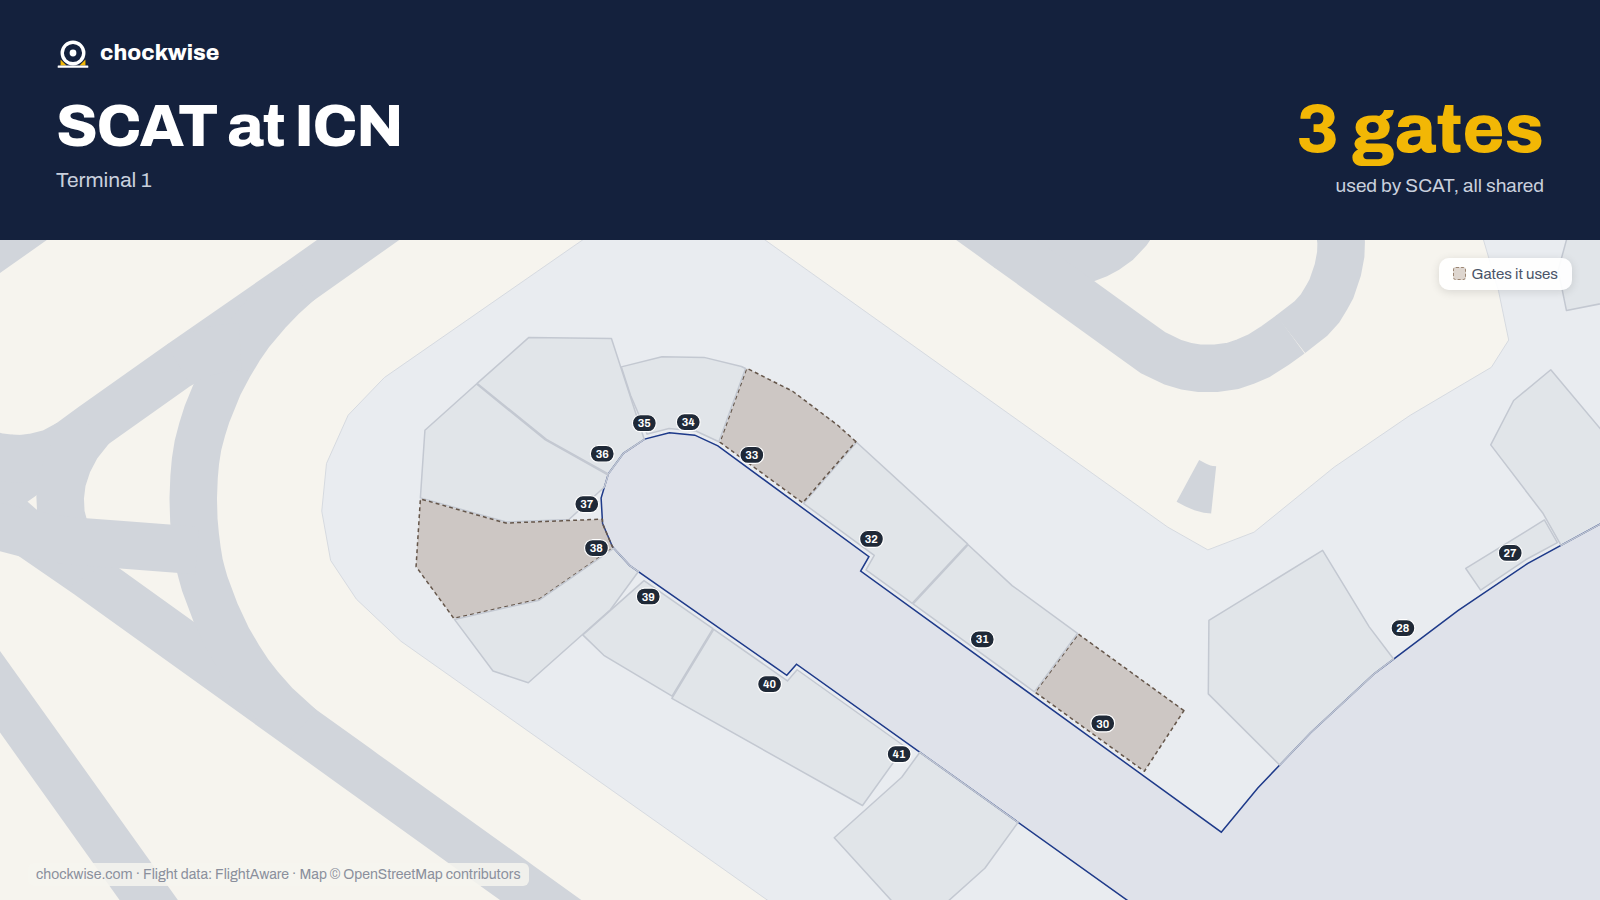 chockwise
SCAT at ICN
Terminal 1
3 gates
used by SCAT, all shared
Gates it uses
35
34
36
33
37
32
38
27
39
28
31
40
30
41
chockwise.com · Flight data: FlightAware · Map © OpenStreetMap contributors